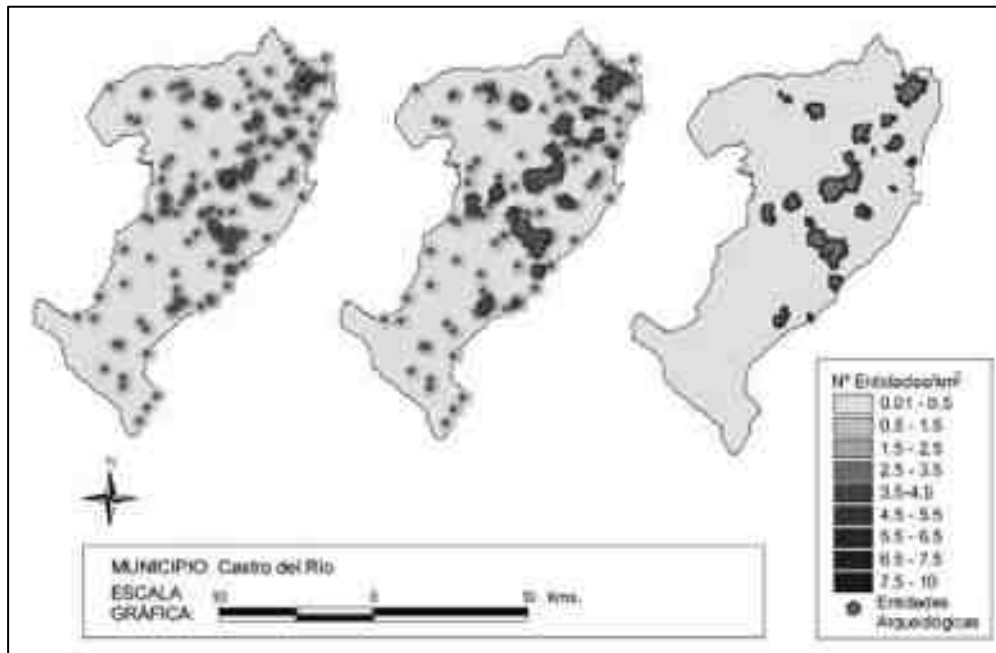 Nº Entidades/km²
0.01 - 0.5
0.5 - 1.5
1.5 - 2.5
2.5 - 3.5
3.5-4.5
4.5 - 5.5
5.5 - 6.5
6.5 - 7.5
7.5 - 10
Entidades
Arqueológicas
N
MUNICIPIO: Castro del Río
ESCALA
GRÁFICA:
10 0 10 Kms.